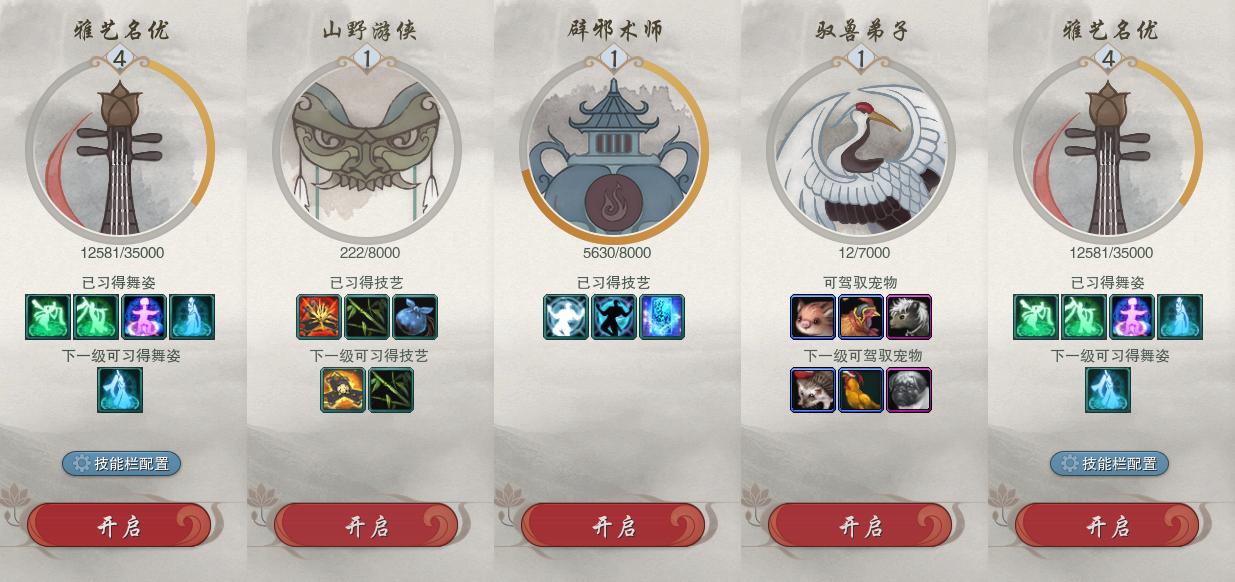 雅艺名优
4
12581/35000
已习得舞姿
下一级可习得舞姿
技能栏配置
开启
山野游侠
1
222/8000
已习得技艺
下一级可习得技艺
开启
辟邪术师
1
5630/8000
已习得技艺
开启
驭兽弟子
1
12/7000
可驾驭宠物
下一级可驾驭宠物
开启
雅艺名优
4
12581/35000
已习得舞姿
下一级可习得舞姿
技能栏配置
开启